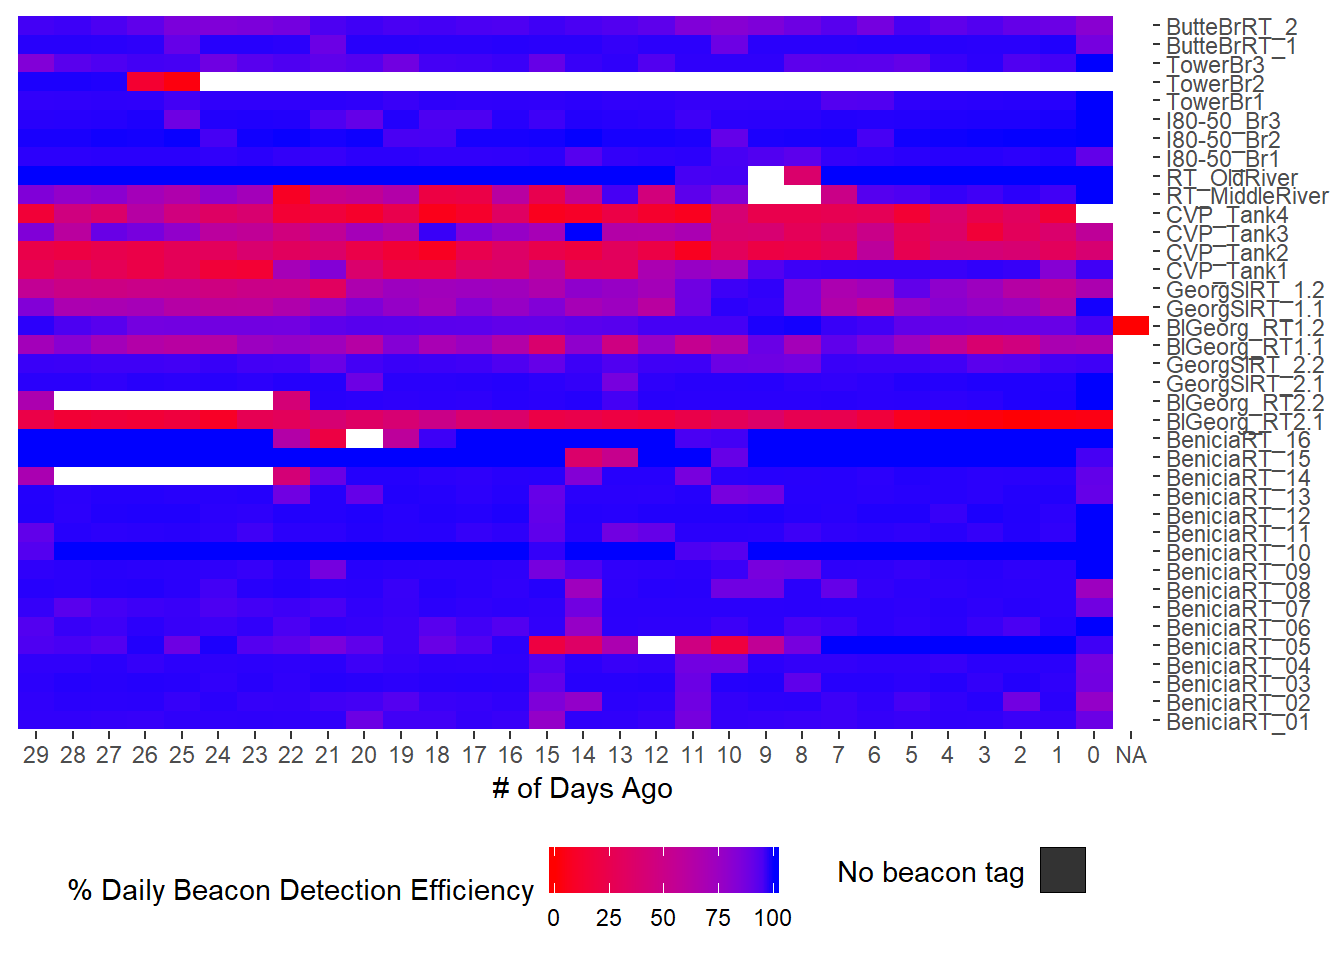 ButteBrRT_2
ButteBrRT_1
TowerBr3
TowerBr2
TowerBr1
I80-50_Br3
I80-50_Br2
I80-50_Br1
RT_OldRiver
RT_MiddleRiver
CVP_Tank4
CVP_Tank3
CVP_Tank2
CVP_Tank1
GeorgSlRT_1.2
GeorgSlRT_1.1
BlGeorg_RT1.2
BlGeorg_RT1.1
GeorgSlRT_2.2
GeorgSlRT_2.1
BlGeorg_RT2.2
BlGeorg_RT2.1
BeniciaRT_16
BeniciaRT_15
BeniciaRT_14
BeniciaRT_13
BeniciaRT_12
BeniciaRT_11
BeniciaRT_10
BeniciaRT_09
BeniciaRT_08
BeniciaRT_07
BeniciaRT_06
BeniciaRT_05
BeniciaRT_04
BeniciaRT_03
BeniciaRT_02
BeniciaRT_01
29 28 27 26 25 24 23 22 21 20 19 18 17 16 15 14 13 12 11 10 9 8 7 6 5 4 3 2 1 0 NA
# of Days Ago
% Daily Beacon Detection Efficiency
0 25 50 75 100
No beacon tag